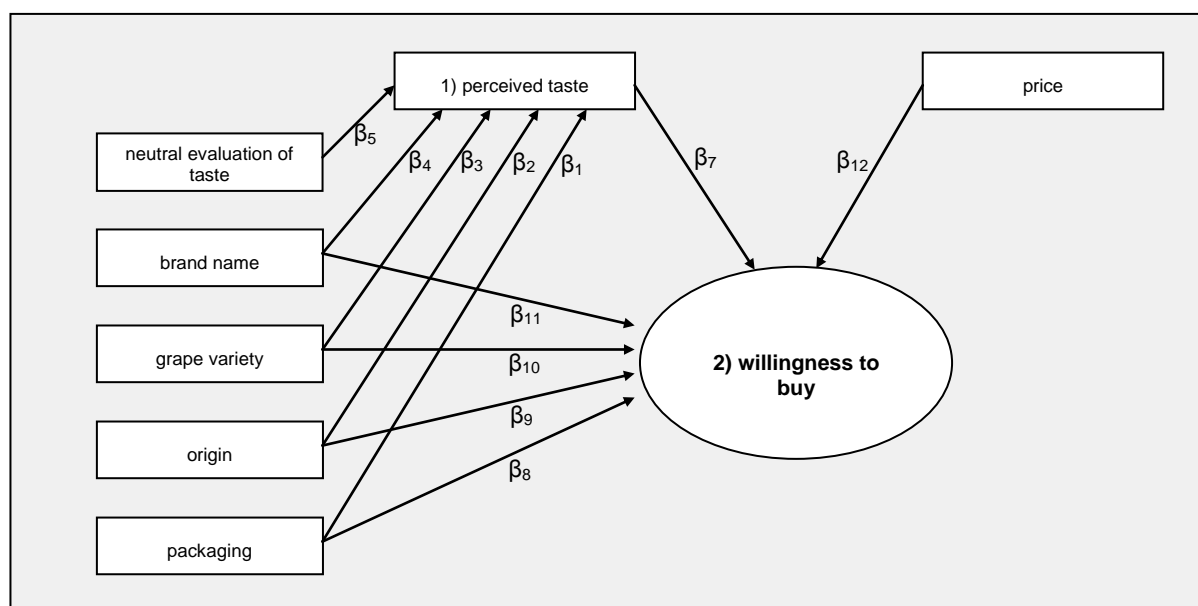 1) perceived taste
price
neutral evaluation of
taste
β5
β4
β3
β2
β1
β7
β12
brand name
β11
grape variety
β10
2) willingness to
buy
origin
β9
β8
packaging